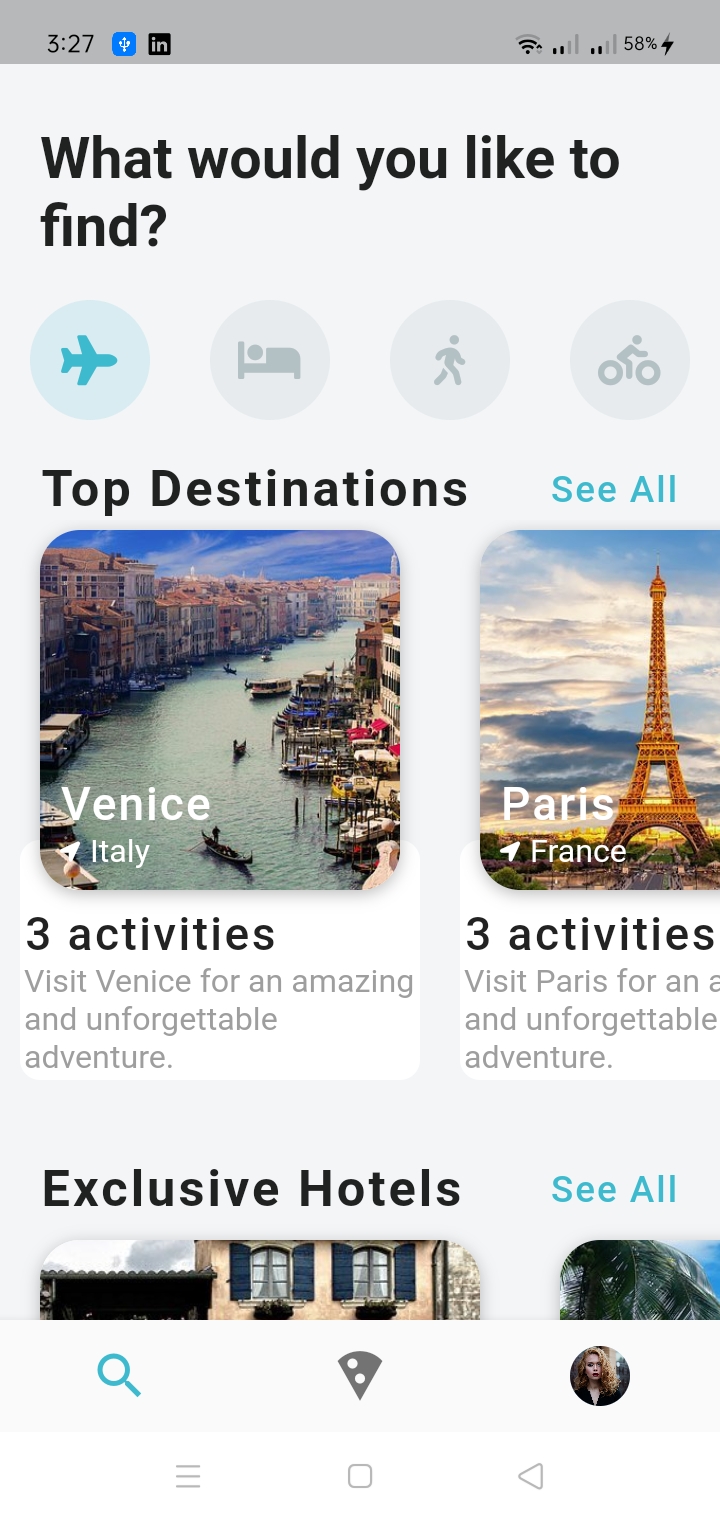 3:27
in
58%
What would you like to
find?
Top Destinations
See All
Venice
Italy
3 activities
Visit Venice for an amazing
and unforgettable
adventure.
Paris
France
3 activities
Visit Paris for an a
and unforgettable
adventure.
Exclusive Hotels
See All